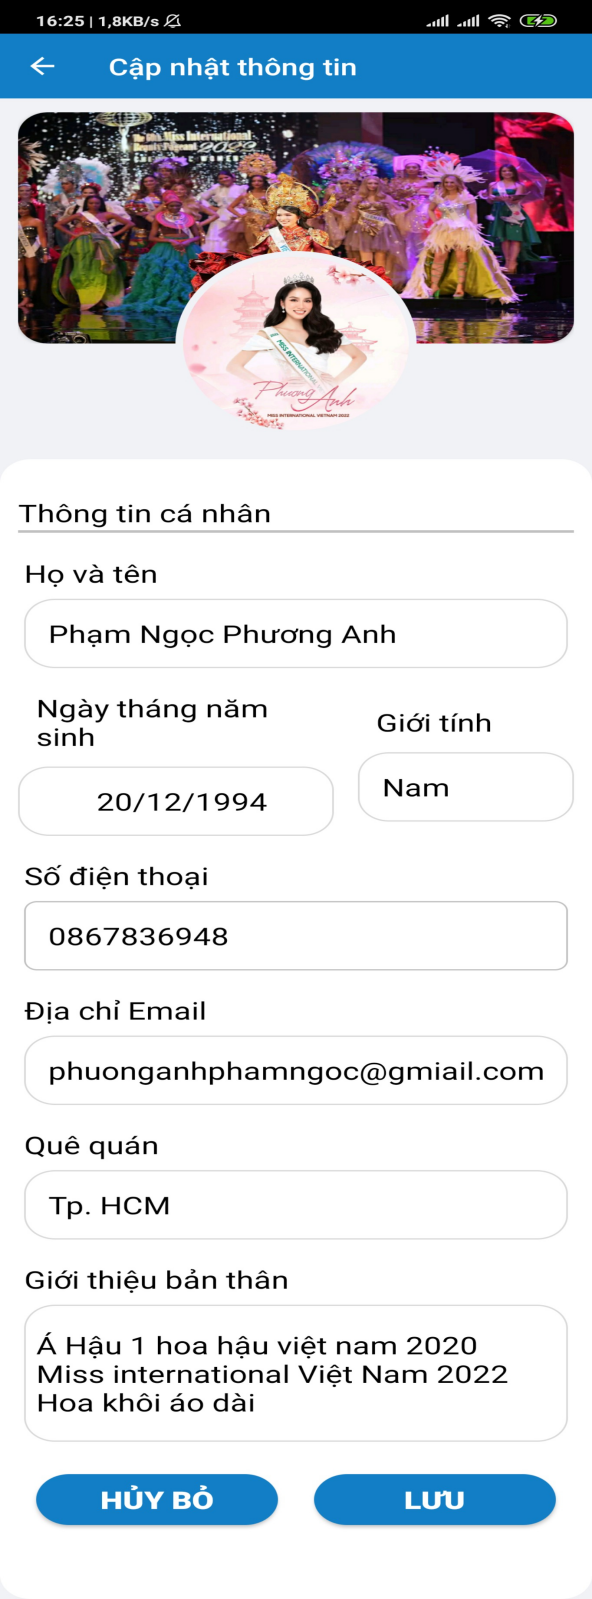 16:25 | 1,8KB/s
Cập nhật thông tin
Miss International
Beauty Pageant 2022
MISS INTERNATIONAL
Phuong Anh
MISS INTERNATIONAL VIETNAM 2022
Thông tin cá nhân
Họ và tên
Phạm Ngọc Phương Anh
Ngày tháng năm
sinh
Giới tính
20/12/1994
Nam
Số điện thoại
0867836948
Địa chỉ Email
phuonganhphamngoc@gmiail.com
Quê quán
Tp. HCM
Giới thiệu bản thân
Á Hậu 1 hoa hậu việt nam 2020
Miss international Việt Nam 2022
Hoa khôi áo dài
HỦY BỎ
LƯU